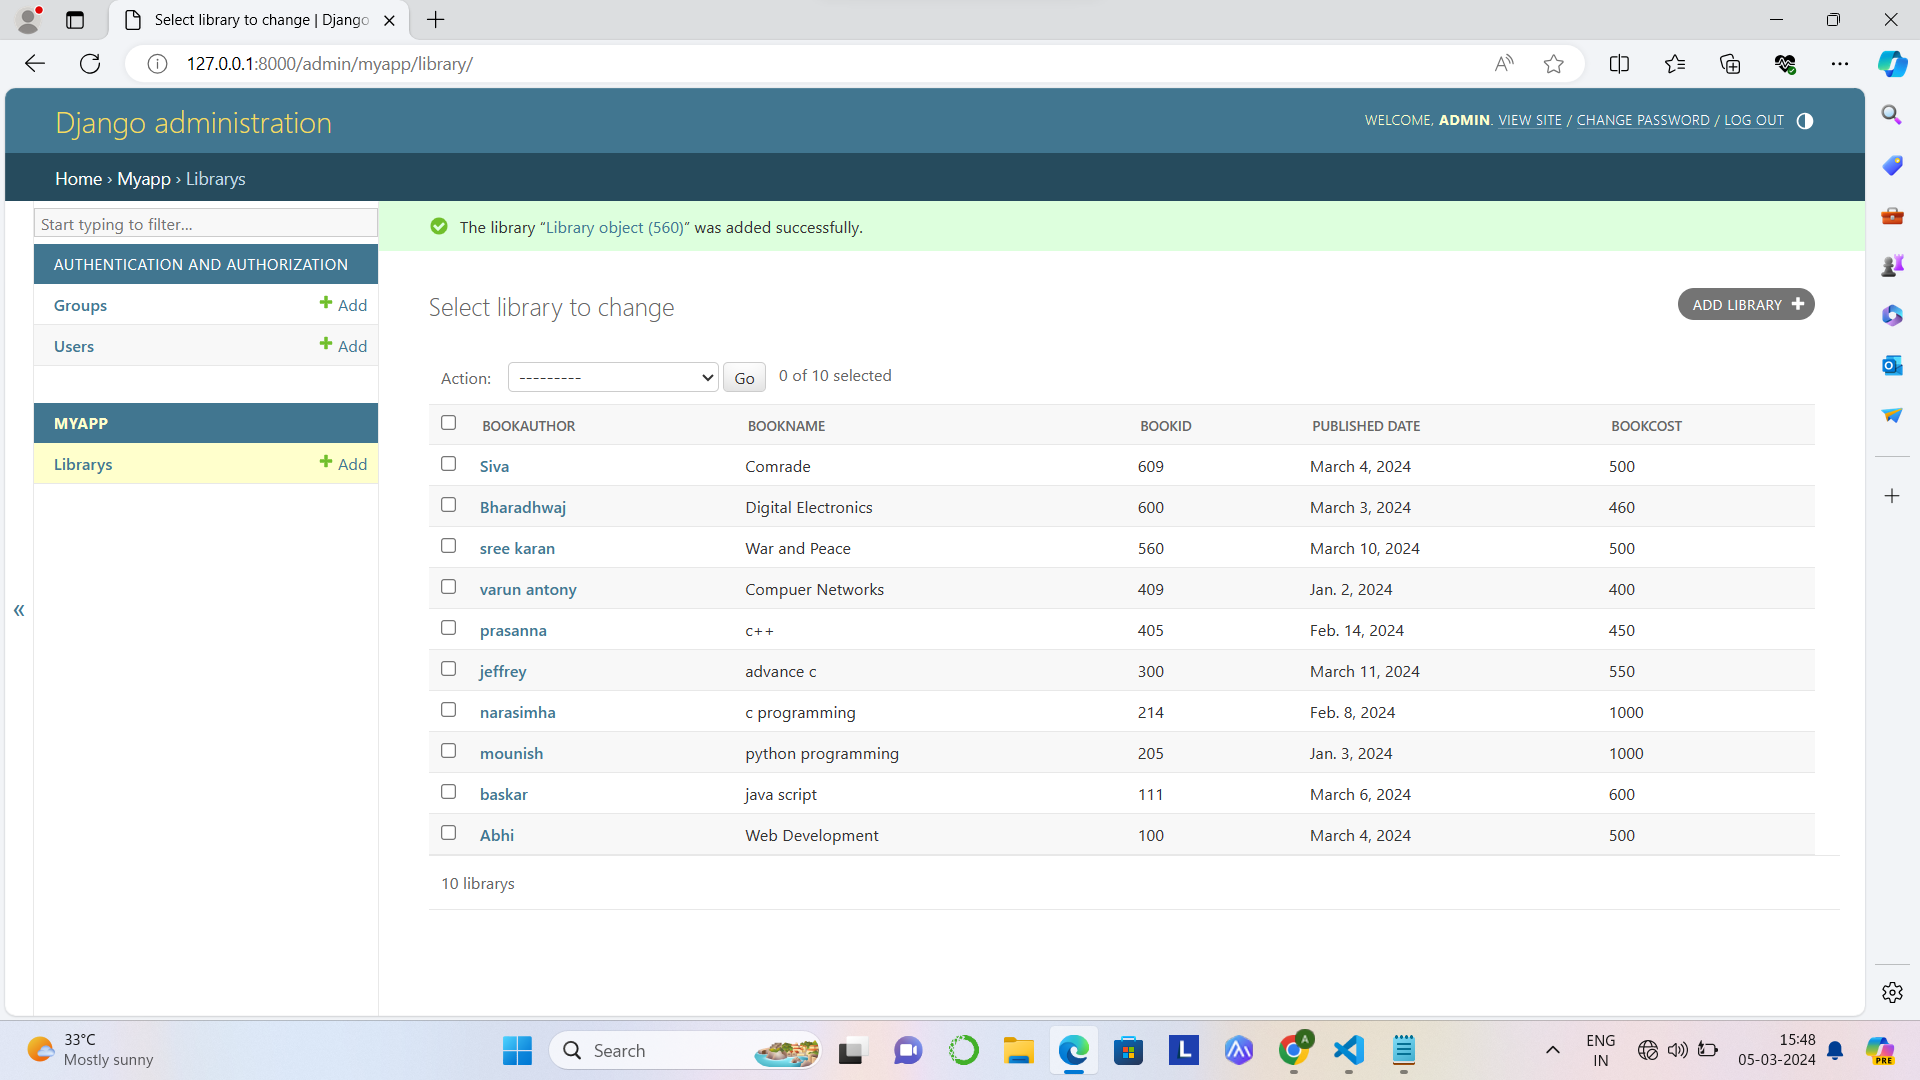 Select library to change | Django
127.0.0.1:8000/admin/myapp/library/
Django administration
WELCOME, ADMIN. VIEW SITE / CHANGE PASSWORD / LOG OUT
Home › Myapp › Librarys
Start typing to filter...
The library “Library object (560)” was added successfully.
AUTHENTICATION AND AUTHORIZATION
Groups Add
Users Add
MYAPP
Librarys Add
«
Select library to change
ADD LIBRARY
Action: --------- Go 0 of 10 selected
BOOKAUTHOR BOOKNAME BOOKID PUBLISHED DATE BOOKCOST
Siva Comrade 609 March 4, 2024 500
Bharadhwaj Digital Electronics 600 March 3, 2024 460
sree karan War and Peace 560 March 10, 2024 500
varun antony Compuer Networks 409 Jan. 2, 2024 400
prasanna c++ 405 Feb. 14, 2024 450
jeffrey advance c 300 March 11, 2024 550
narasimha c programming 214 Feb. 8, 2024 1000
mounish python programming 205 Jan. 3, 2024 1000
baskar java script 111 March 6, 2024 600
Abhi Web Development 100 March 4, 2024 500
10 librarys
33°C
Mostly sunny
Search
L
A
ENG
IN
15:48
05-03-2024
PRE